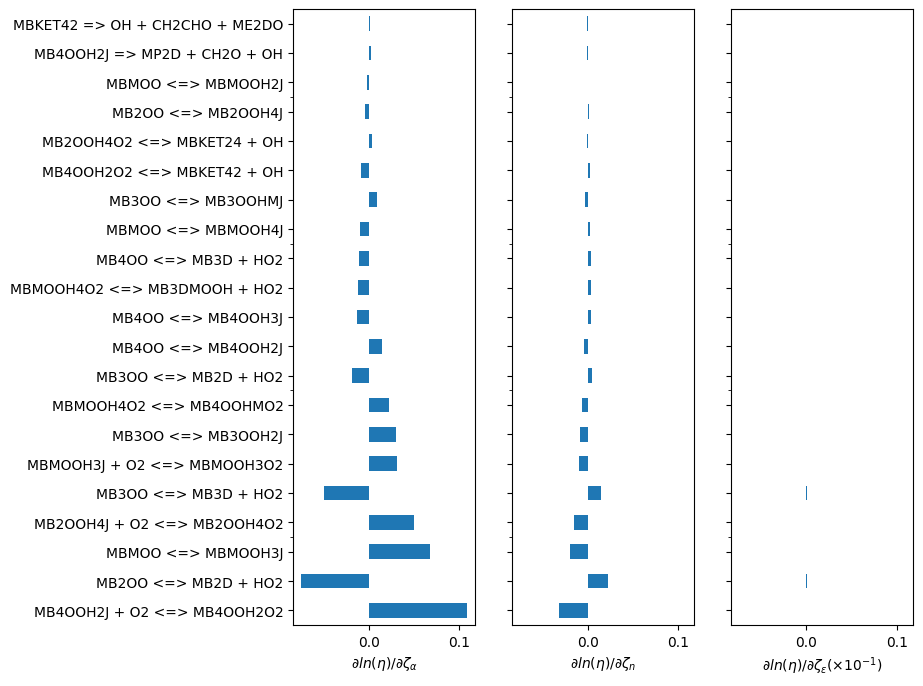 MBKET42 => OH + CH2CHO + ME2DO
MB4OOH2J => MP2D + CH2O + OH
MBMOO <=> MBMOOH2J
MB2OO <=> MB2OOH4J
MB2OOH4O2 <=> MBKET24 + OH
MB4OOH2O2 <=> MBKET42 + OH
MB3OO <=> MB3OOHMJ
MBMOO <=> MBMOOH4J
MB4OO <=> MB3D + HO2
MBMOOH4O2 <=> MB3DMOOH + HO2
MB4OO <=> MB4OOH3J
MB4OO <=> MB4OOH2J
MB3OO <=> MB2D + HO2
MBMOOH4O2 <=> MB4OOHMO2
MB3OO <=> MB3OOH2J
MBMOOH3J + O2 <=> MBMOOH3O2
MB3OO <=> MB3D + HO2
MB2OOH4J + O2 <=> MB2OOH4O2
MBMOO <=> MBMOOH3J
MB2OO <=> MB2D + HO2
MB4OOH2J + O2 <=> MB4OOH2O2
0.0 0.1 0.0 0.1 0.0 0.1
∂ln(η)/∂ζα ∂ln(η)/∂ζn ∂ln(η)/∂ζε(×10⁻¹)